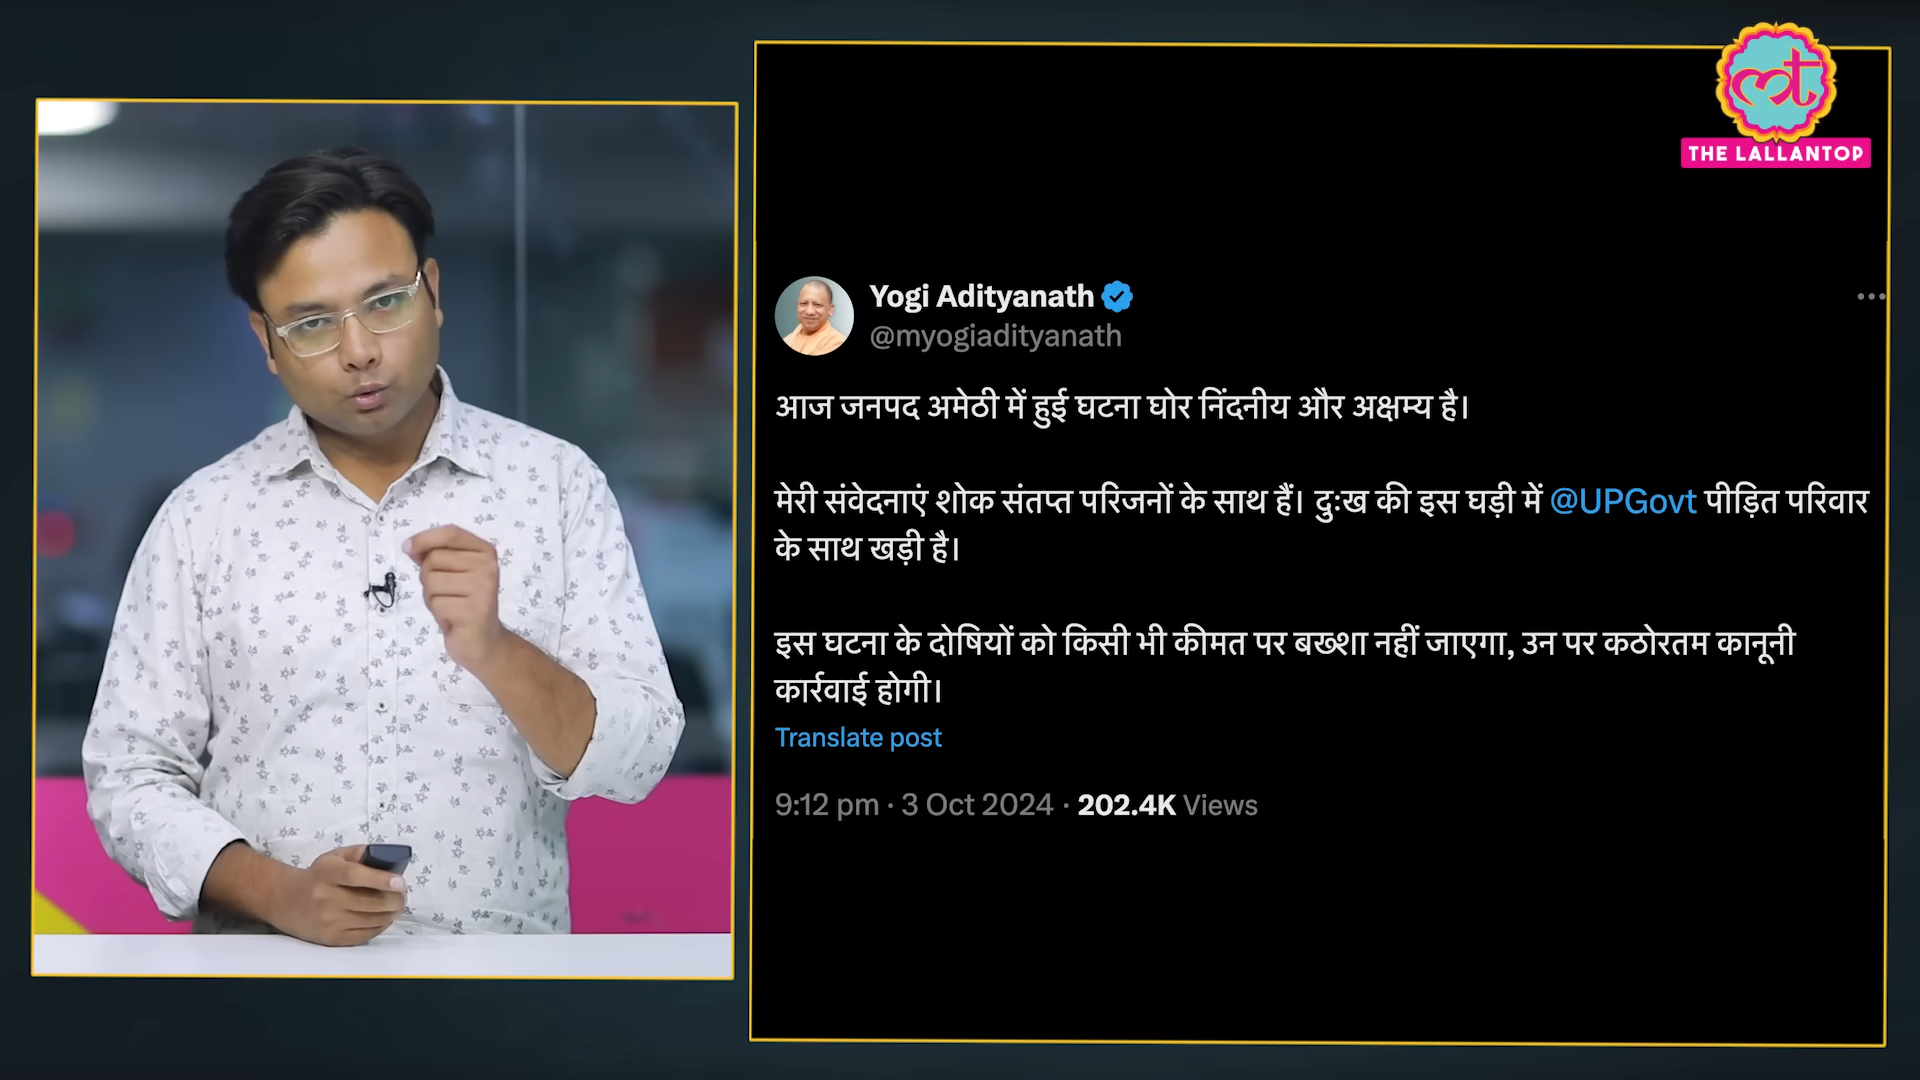 THE LALLANTOP
Yogi Adityanath
@myogiadityanath
आज जनपद अमेठी में हुई घटना घोर निंदनीय और अक्षम्य है।
मेरी संवेदनाएं शोक संतप्त परिजनों के साथ हैं। दुःख की इस घड़ी में @UPGovt पीड़ित परिवार
के साथ खड़ी है।
इस घटना के दोषियों को किसी भी कीमत पर बख्शा नहीं जाएगा, उन पर कठोरतम कानूनी
कार्रवाई होगी।
Translate post
9:12 pm · 3 Oct 2024 · 202.4K Views